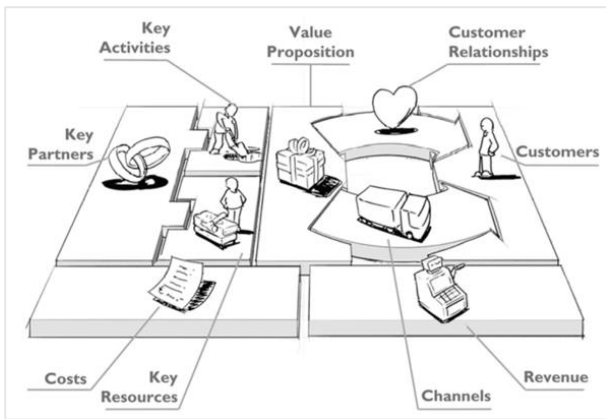 Key
Activities
Value
Proposition
Customer
Relationships
Key
Partners
Customers
Costs
Key
Resources
Channels
Revenue